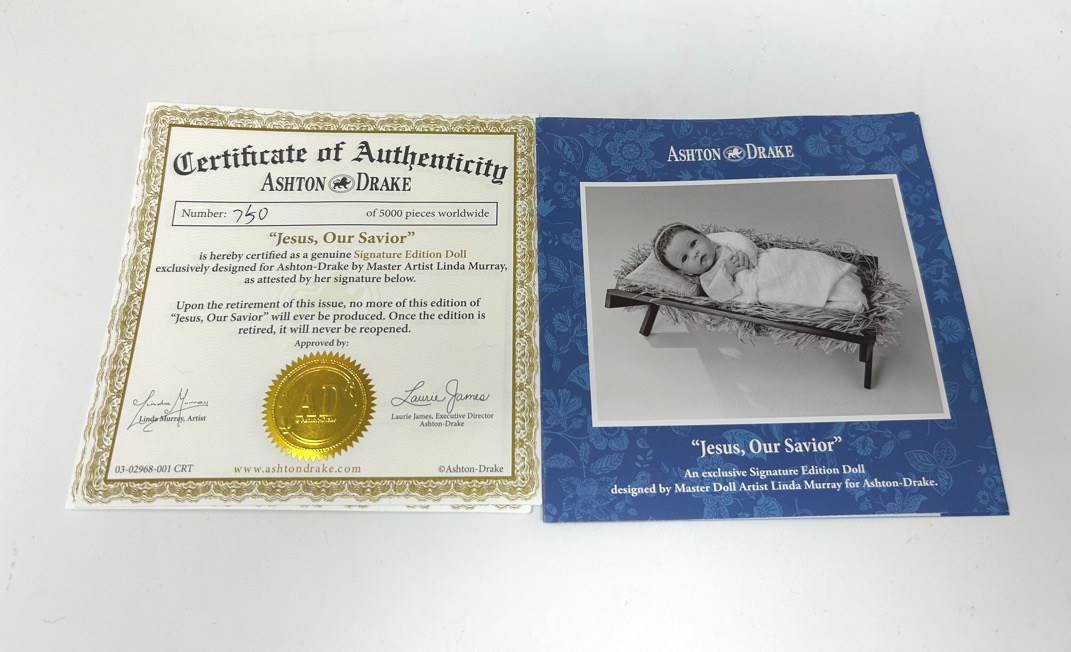 Certificate of Authenticity
ASHTON DRAKE
Number: 750 of 5000 pieces worldwide
“Jesus, Our Savior”
is hereby certified as a genuine Signature Edition Doll
exclusively designed for Ashton-Drake by Master Artist Linda Murray,
as attested by her signature below.
Upon the retirement of this issue, no more of this edition of
“Jesus, Our Savior” will ever be produced. Once the edition is
retired, it will never be reopened.
Approved by:
AD
Linda Murray
Linda Murray, Artist
Laurie James
Laurie James, Executive Director
Ashton-Drake
03-02968-001 CRT
www.ashtondrake.com
©Ashton-Drake
ASHTON DRAKE
“Jesus, Our Savior”
An exclusive Signature Edition Doll
designed by Master Doll Artist Linda Murray for Ashton-Drake.